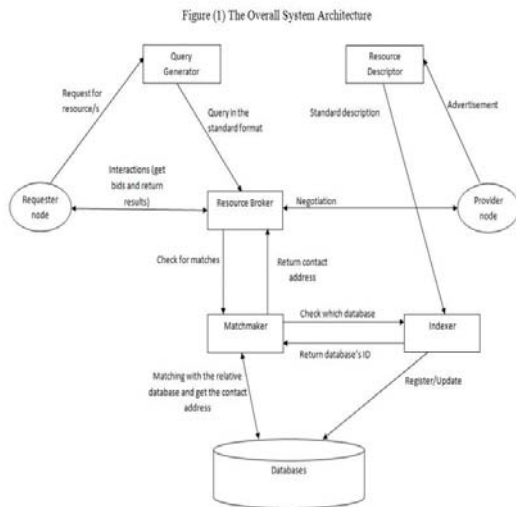 Figure (1) The Overall System Architecture
Query
Generator
Resource
Descriptor
Request for
resource/s
Query in the
standard format
Standard description
Advertisement
Interactions (get
bids and return
results)
Requester
node
Resource Broker
Negotiation
Provider
node
Check for matches
Return contact
address
Check which database
Matchmaker
Indexer
Return database's ID
Matching with the relative
database and get the contact
address
Register/Update
Databases